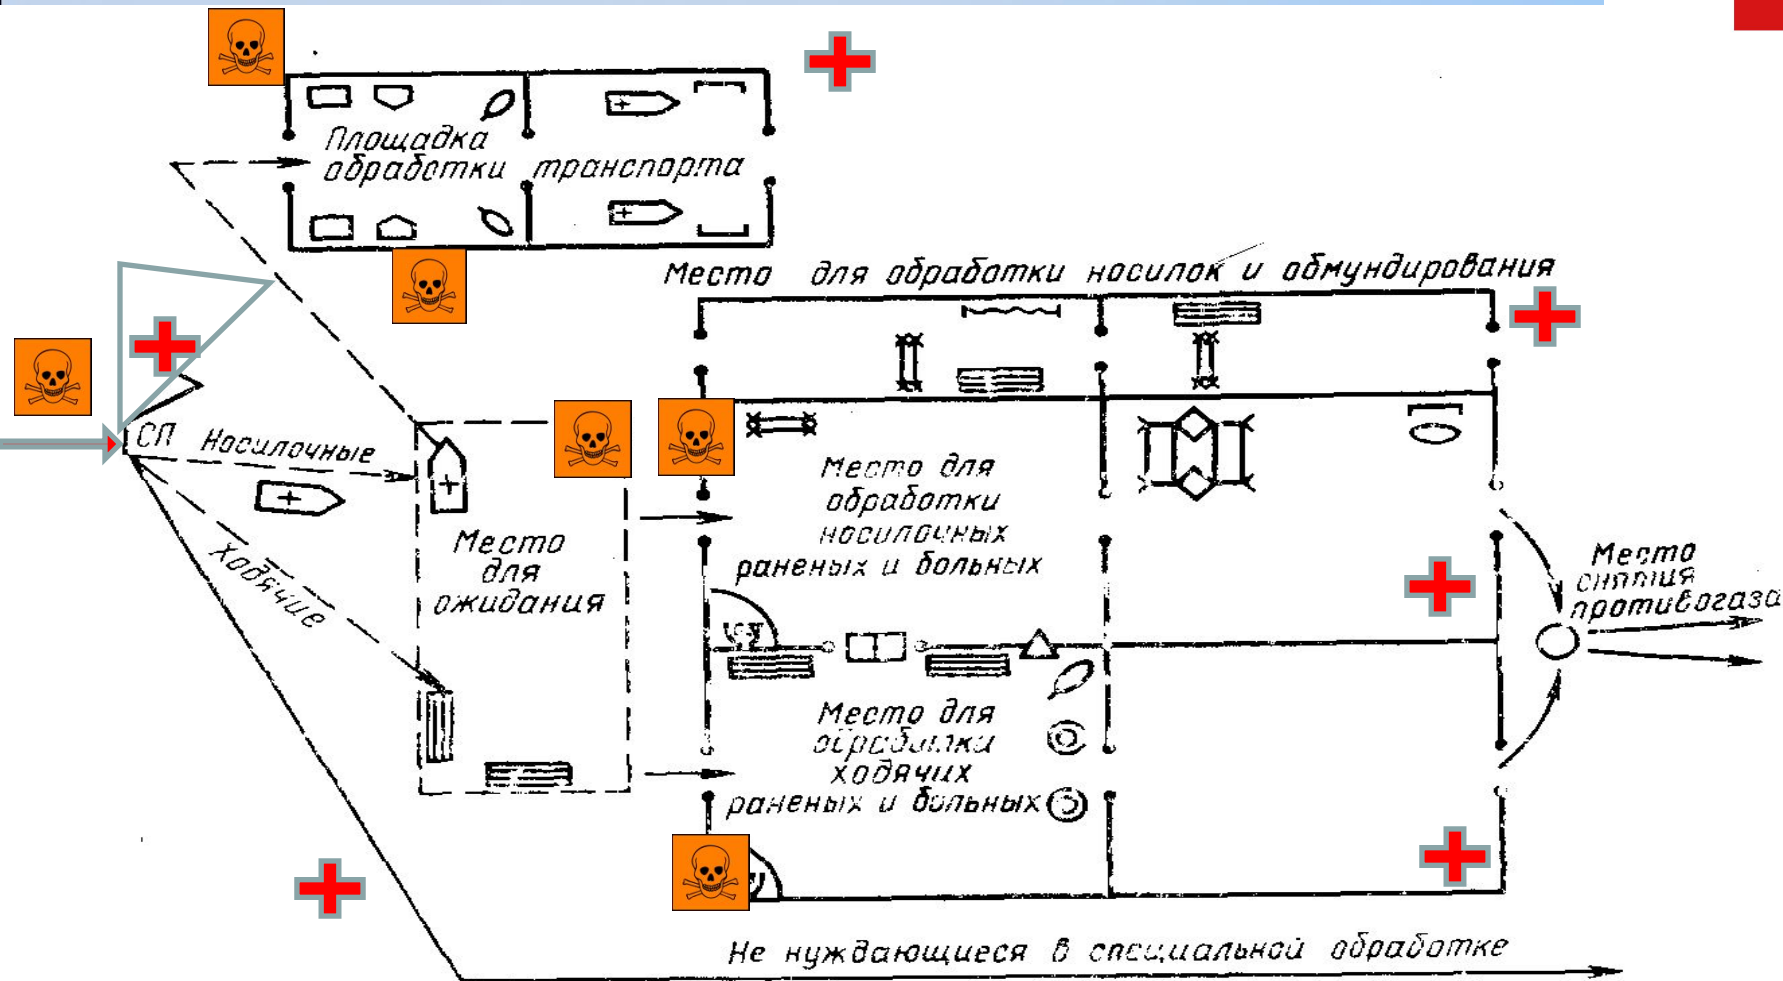 Площадка
обработки транспорта
Место для обработки носилок и обмундирования
СП
Носилочные
Ходячие
Место
для
ожидания
Место для
обработки
носилочных
раненых и больных
Место для
обработки
ходячих
раненых и больных
Место
снятия
противогаза
Не нуждающиеся в специальной обработке